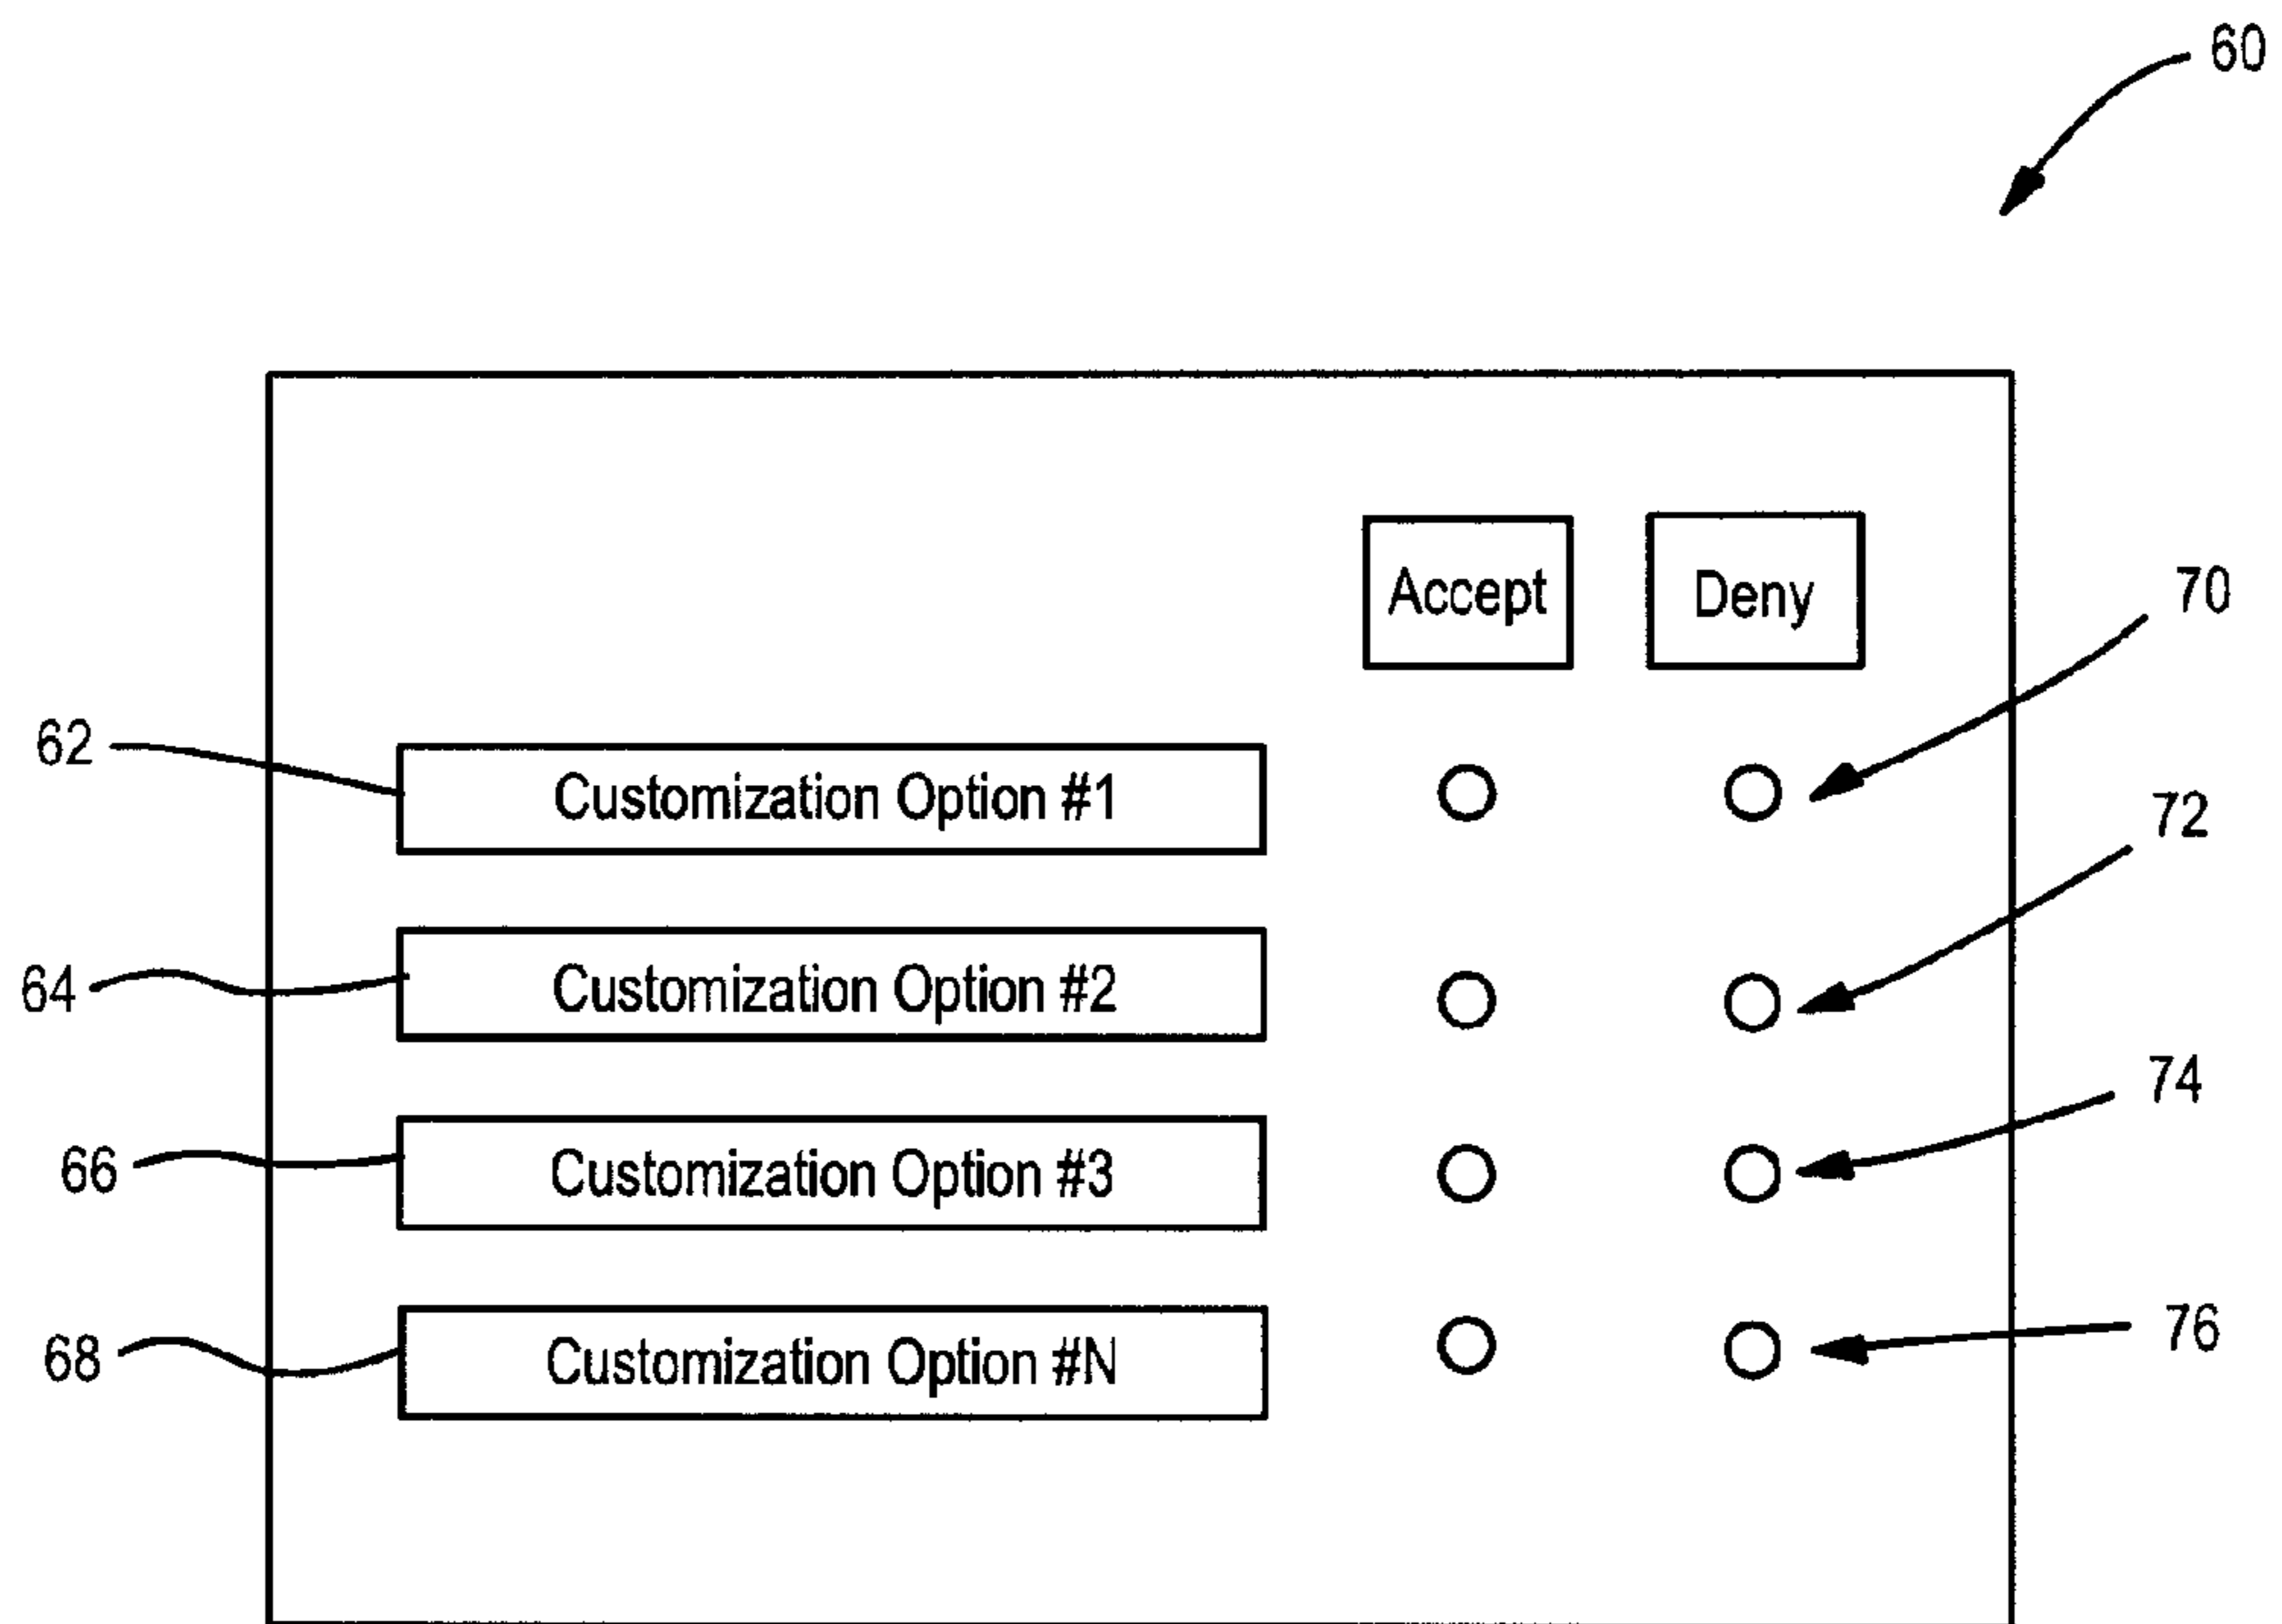 60
Accept Deny
70
62 Customization Option #1
72
64 Customization Option #2
74
66 Customization Option #3
76
68 Customization Option #N